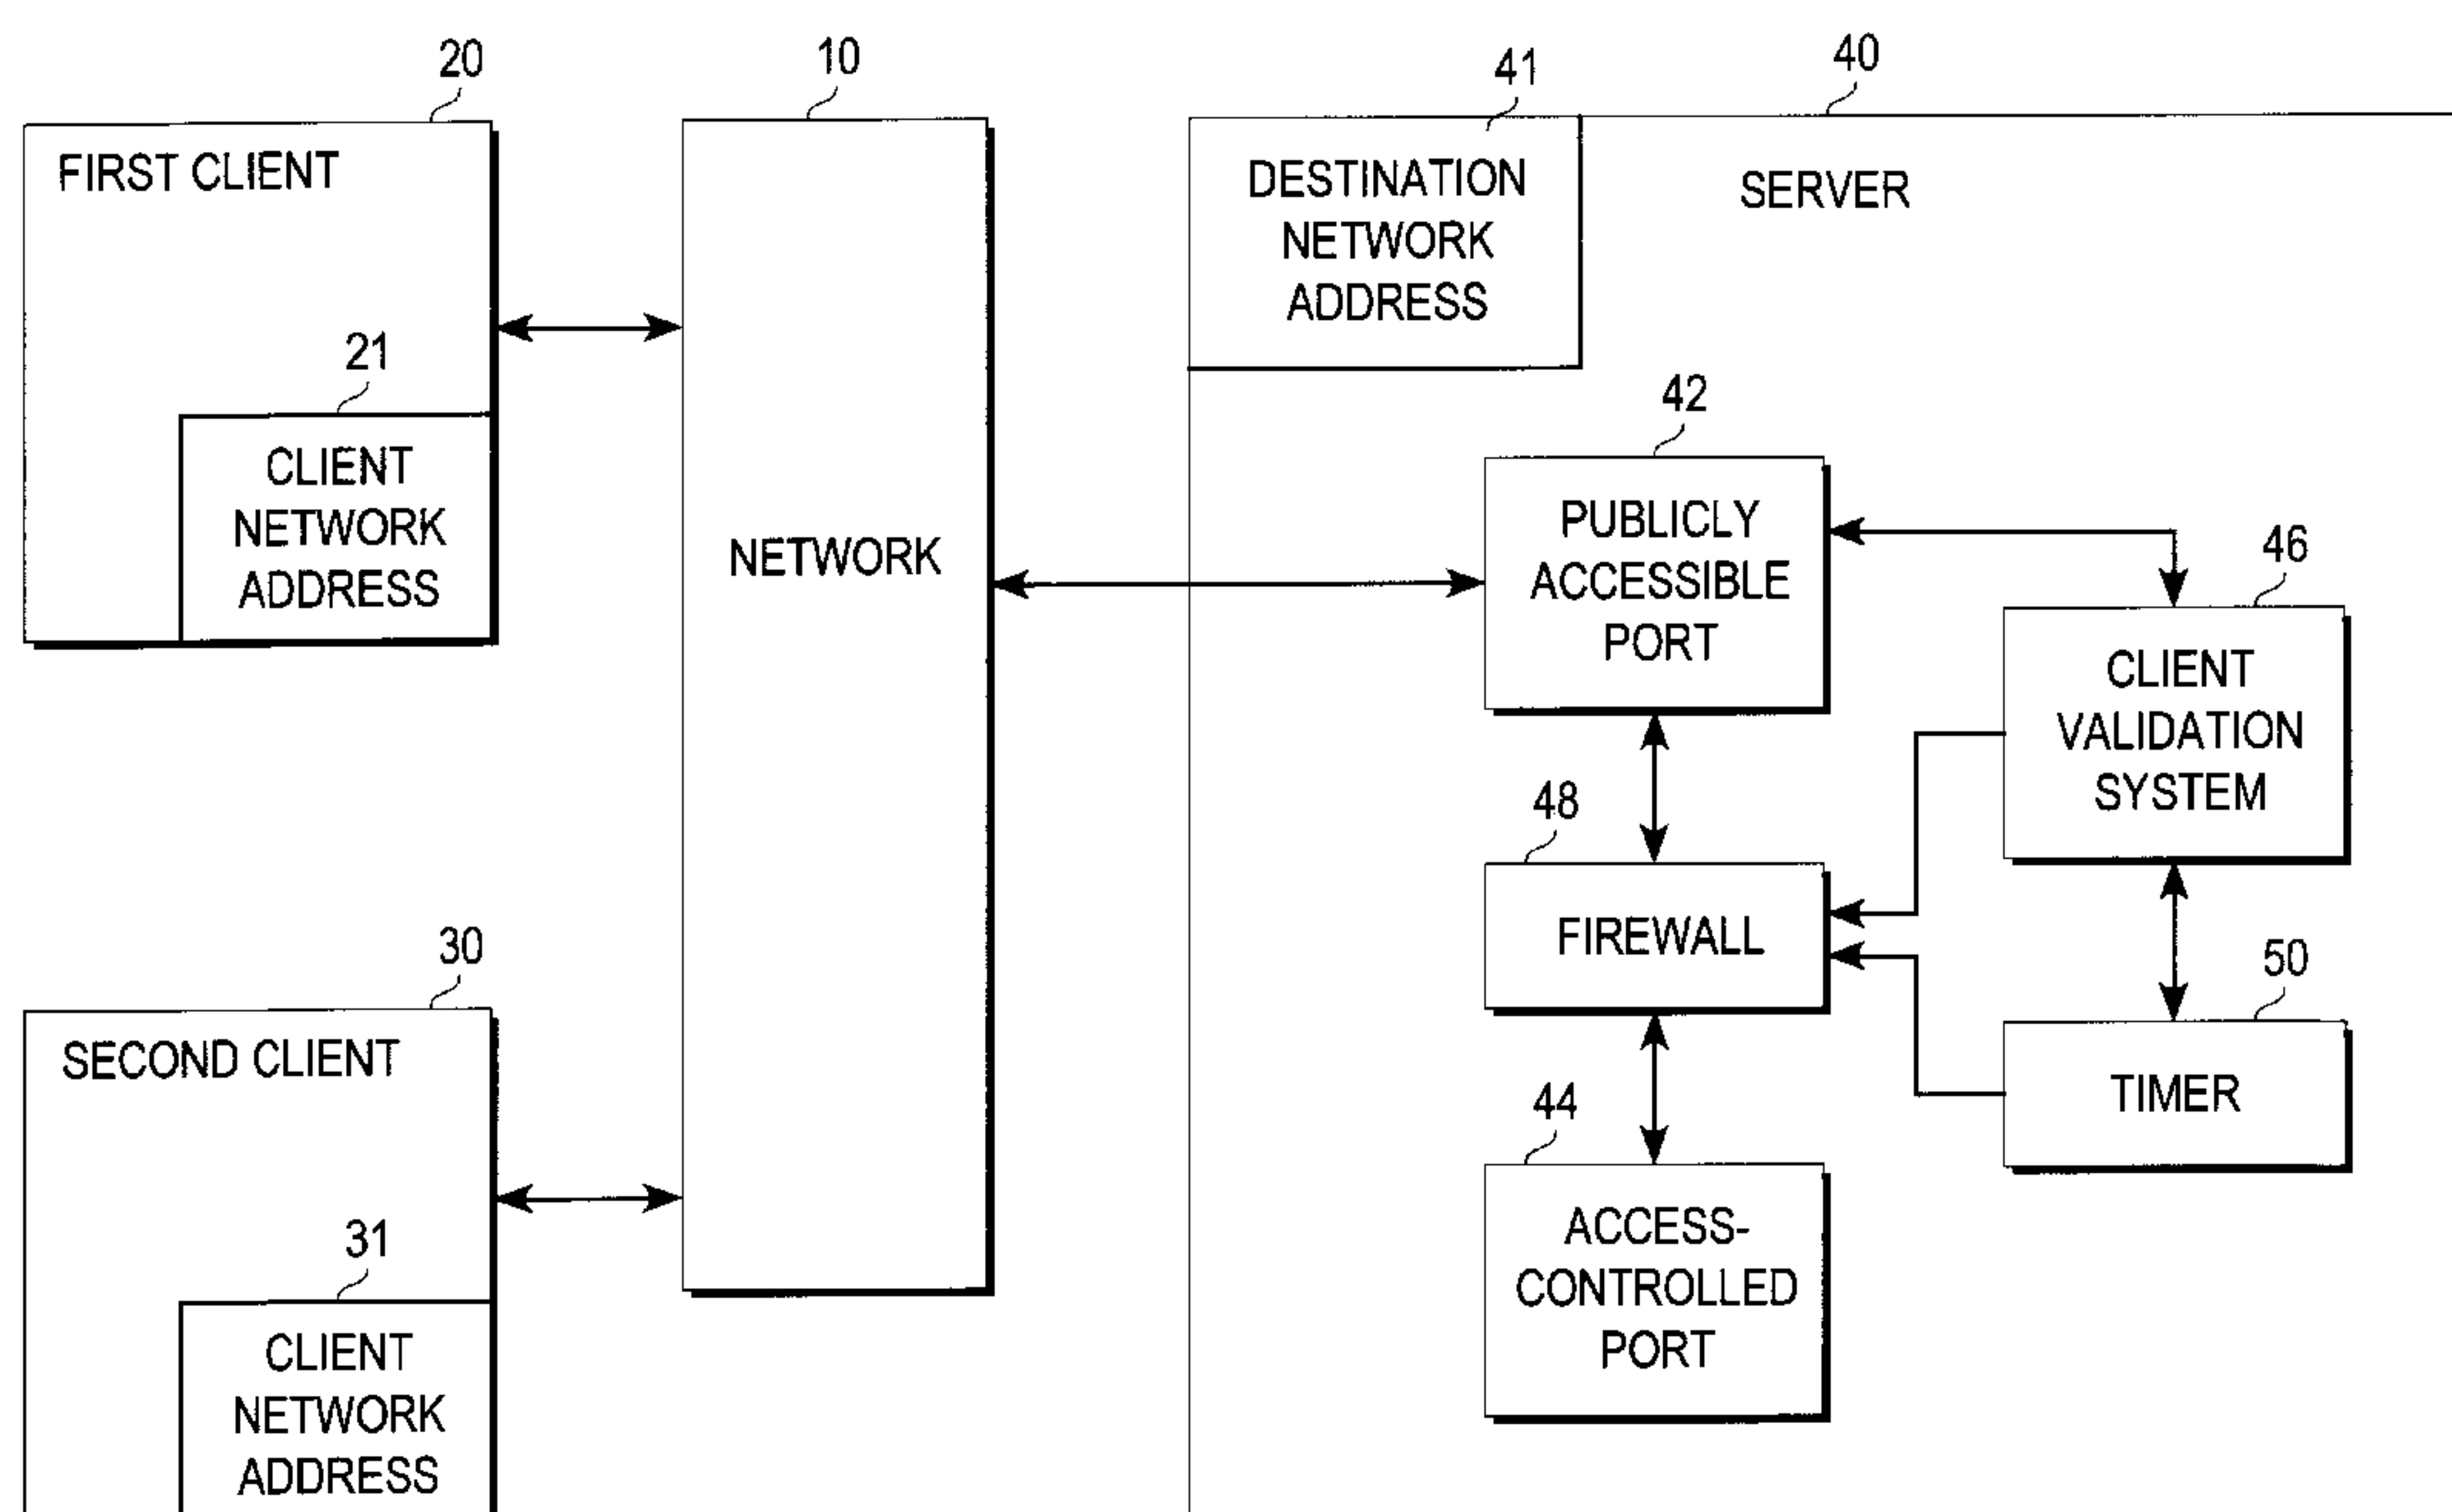 20
FIRST CLIENT
21
CLIENT
NETWORK
ADDRESS
30
SECOND CLIENT
31
CLIENT
NETWORK
ADDRESS
10
NETWORK
40
SERVER
41
DESTINATION
NETWORK
ADDRESS
42
PUBLICLY
ACCESSIBLE
PORT
46
CLIENT
VALIDATION
SYSTEM
48
FIREWALL
50
TIMER
44
ACCESS-
CONTROLLED
PORT